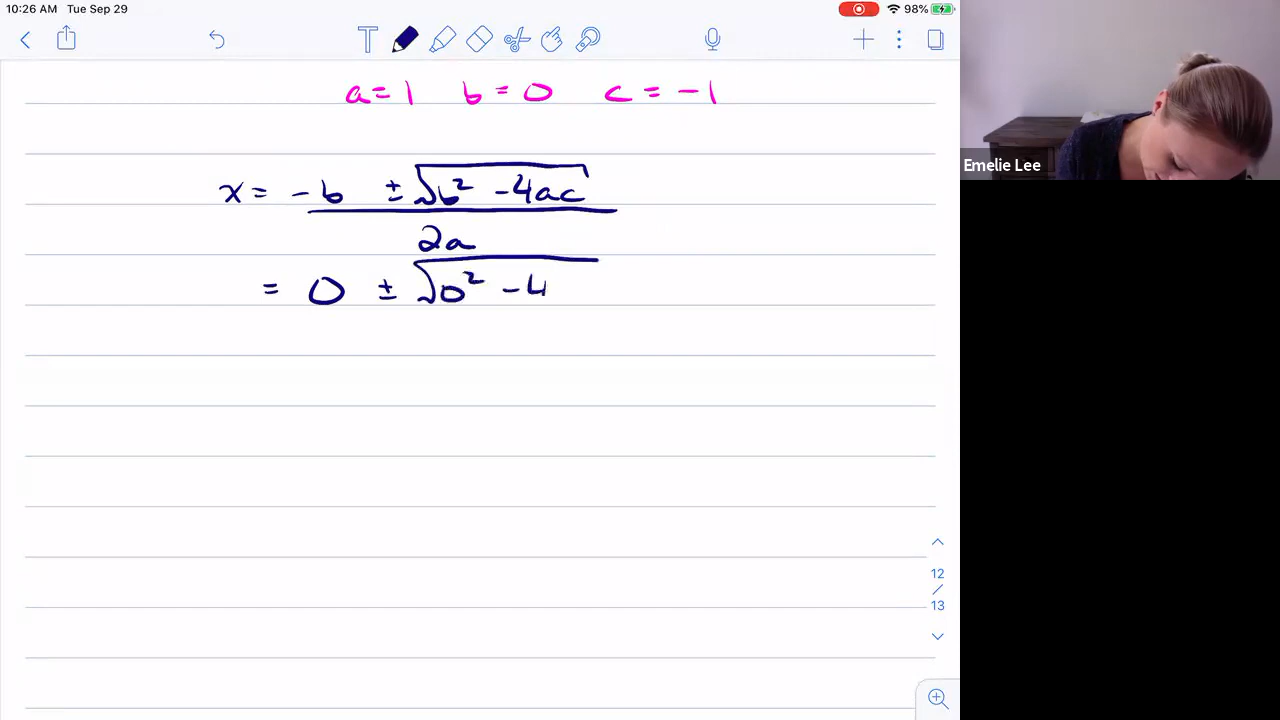 10:26 AM Tue Sep 29
98%
a = 1 b = 0 c = -1
Emelie Lee
x = -b ± √b² - 4ac
2a
= 0 ± √0² - 4
12
/
13